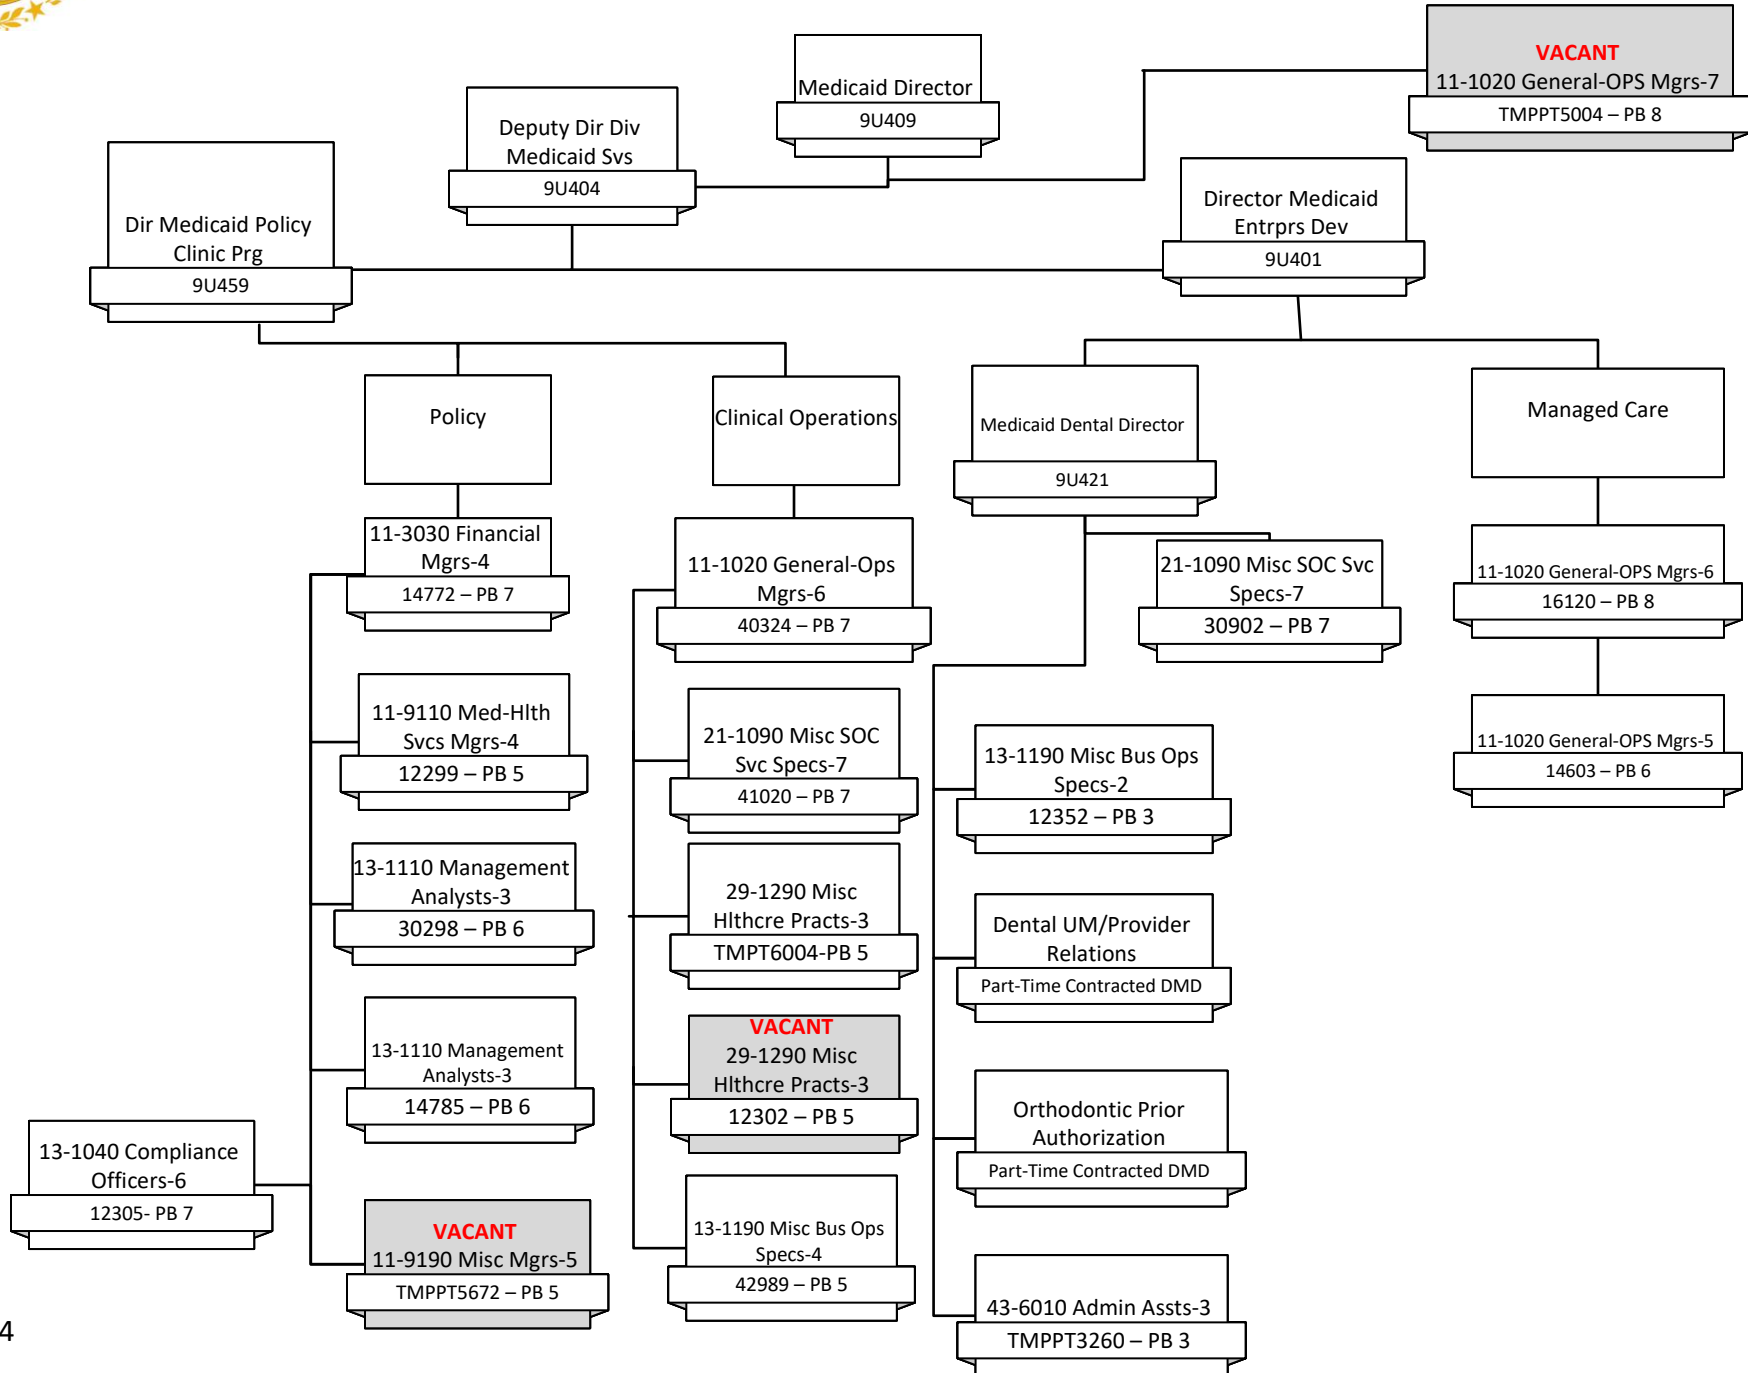 VACANT
11-1020 General-OPS Mgrs-7
TMPPT5004 – PB 8
Medicaid Director
9U409
Deputy Dir Div
Medicaid Svs
9U404
Dir Medicaid Policy
Clinic Prg
9U459
Director Medicaid
Entrprs Dev
9U401
Policy
Clinical Operations
Medicaid Dental Director
9U421
Managed Care
11-3030 Financial
Mgrs-4
14772 – PB 7
11-9110 Med-Hlth
Svcs Mgrs-4
12299 – PB 5
13-1110 Management
Analysts-3
30298 – PB 6
13-1110 Management
Analysts-3
14785 – PB 6
13-1040 Compliance
Officers-6
12305- PB 7
VACANT
11-9190 Misc Mgrs-5
TMPPT5672 – PB 5
11-1020 General-Ops
Mgrs-6
40324 – PB 7
21-1090 Misc SOC
Svc Specs-7
41020 – PB 7
29-1290 Misc
Hlthcre Practs-3
TMPT6004-PB 5
VACANT
29-1290 Misc
Hlthcre Practs-3
12302 – PB 5
13-1190 Misc Bus Ops
Specs-4
42989 – PB 5
21-1090 Misc SOC Svc
Specs-7
30902 – PB 7
13-1190 Misc Bus Ops
Specs-2
12352 – PB 3
Dental UM/Provider
Relations
Part-Time Contracted DMD
Orthodontic Prior
Authorization
Part-Time Contracted DMD
43-6010 Admin Assts-3
TMPPT3260 – PB 3
11-1020 General-OPS Mgrs-6
16120 – PB 8
11-1020 General-OPS Mgrs-5
14603 – PB 6
4